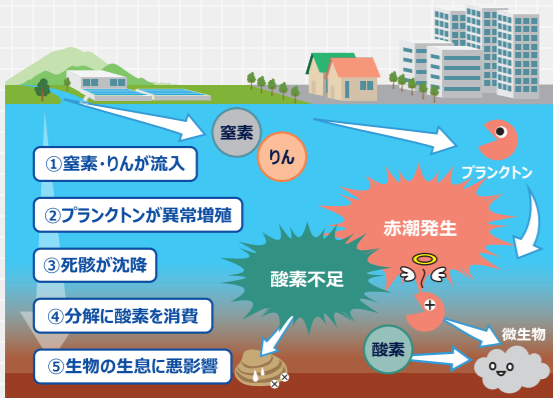 窒素
りん
プランクトン
①窒素・りんが流入
②プランクトンが異常増殖
赤潮発生
③死骸が沈降
酸素不足
④分解に酸素を消費
微生物
酸素
⑤生物の生息に悪影響